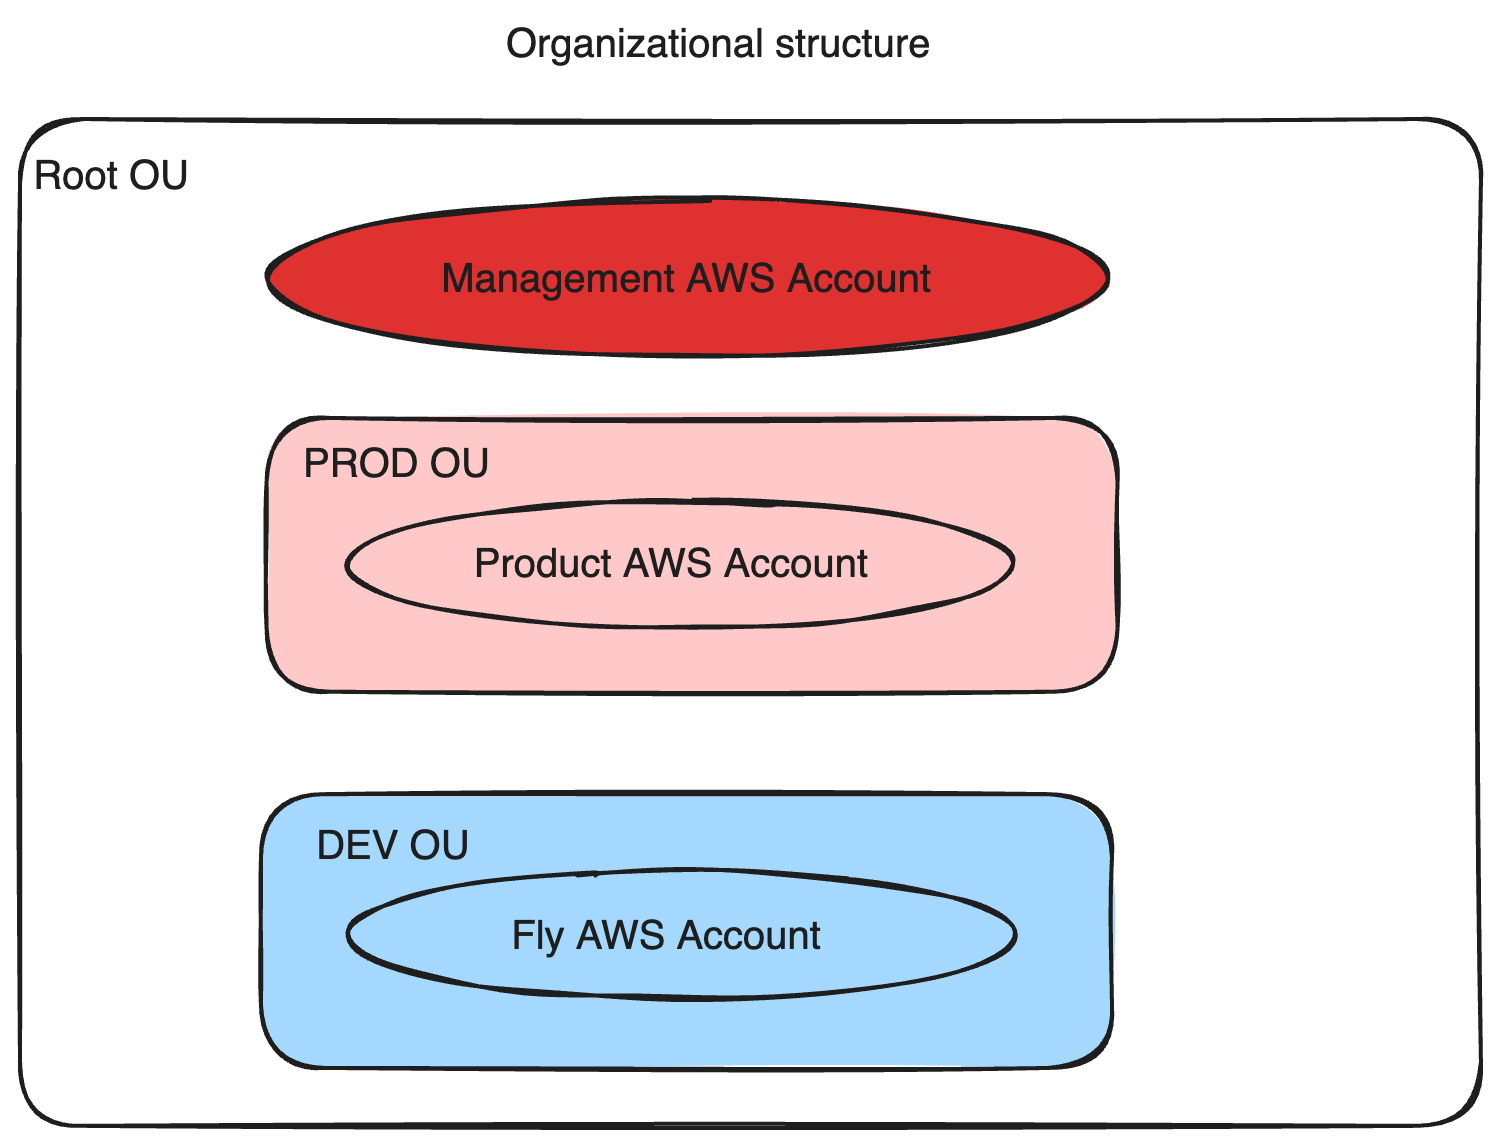 Organizational structure
Root OU
Management AWS Account
PROD OU
Product AWS Account
DEV OU
Fly AWS Account